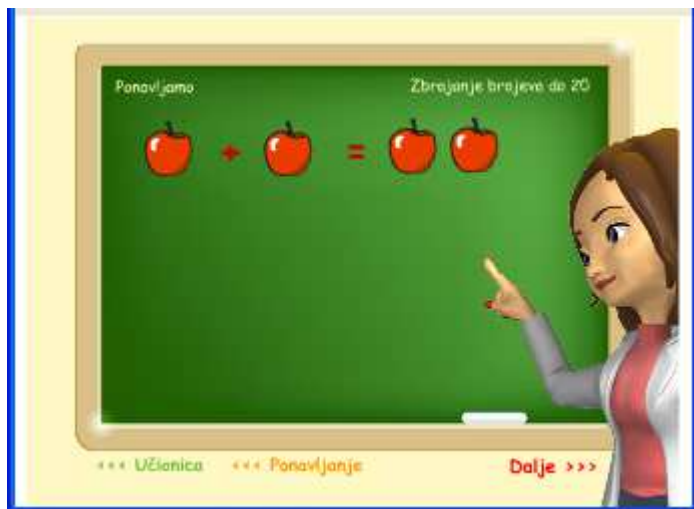 Ponavljamo Zbrajanje brojeva do 20
+ =
<<< Učionica <<< Ponavljanje Dalje >>>